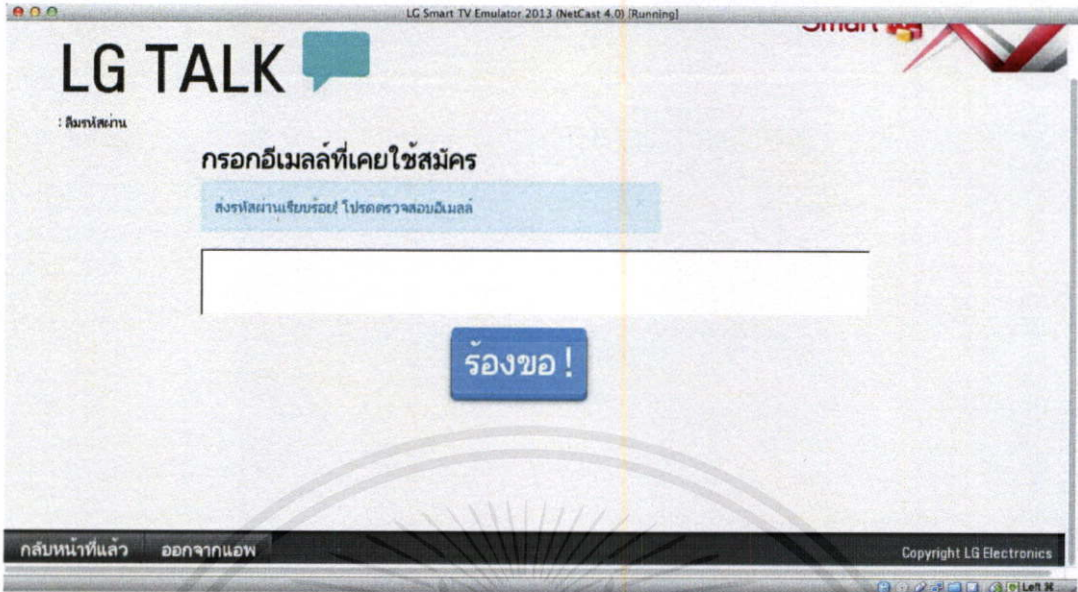 LG Smart TV Emulator 2013 (NetCast 4.0) [Running]
Smart
LG TALK
: ลืมรหัสผ่าน
กรอกอีเมลล์ที่เคยใช้สมัคร
ส่งรหัสผ่านเรียบร้อย! โปรดตรวจสอบอีเมลล์
ร้องขอ !
กลับหน้าที่แล้ว ออกจากแอพ
Copyright LG Electronics
Left ⌘